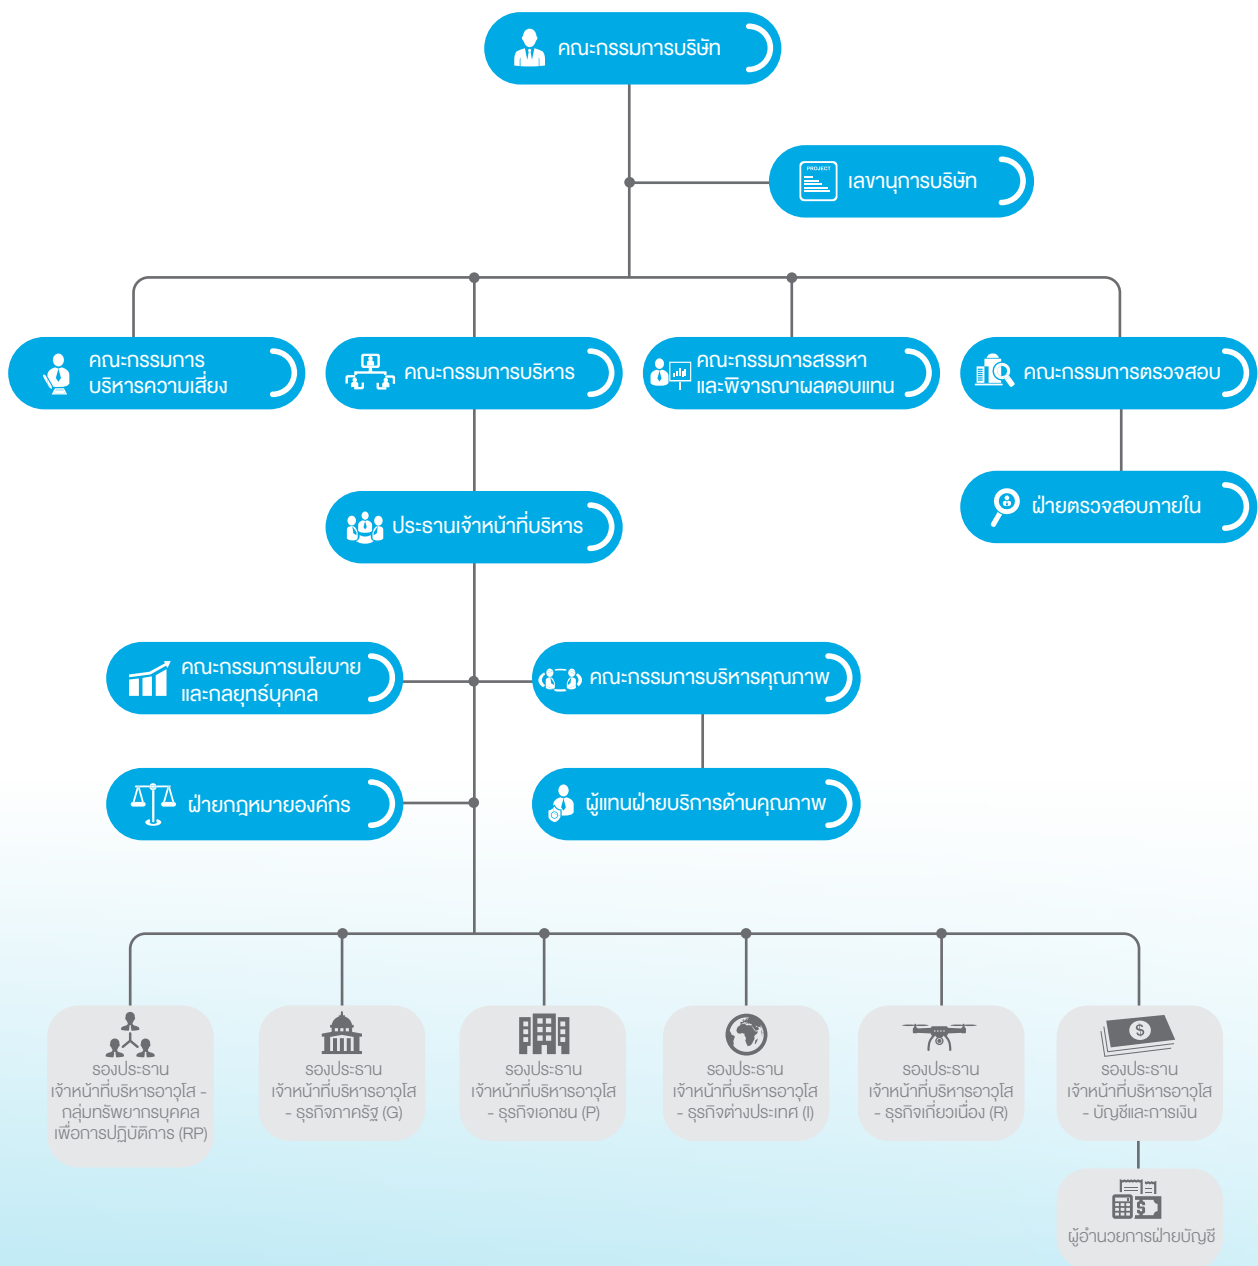 คณะกรรมการบริษัท
PROJECT
เลขานุการบริษัท
คณะกรรมการ
บริหารความเสี่ยง
คณะกรรมการบริหาร
คณะกรรมการสรรหา
และพิจารณาผลตอบแทน
คณะกรรมการตรวจสอบ
ประธานเจ้าหน้าที่บริหาร
ฝ่ายตรวจสอบภายใน
คณะกรรมการนโยบาย
และกลยุทธ์บุคคล
คณะกรรมการบริหารคุณภาพ
ฝ่ายกฎหมายองค์กร
ผู้แทนฝ่ายบริการด้านคุณภาพ
รองประธาน
เจ้าหน้าที่บริหารอาวุโส -
กลุ่มทรัพยากรบุคคล
เพื่อการปฏิบัติการ (RP)
รองประธาน
เจ้าหน้าที่บริหารอาวุโส
- ธุรกิจภาครัฐ (G)
รองประธาน
เจ้าหน้าที่บริหารอาวุโส
- ธุรกิจเอกชน (P)
รองประธาน
เจ้าหน้าที่บริหารอาวุโส
- ธุรกิจต่างประเทศ (I)
รองประธาน
เจ้าหน้าที่บริหารอาวุโส
- ธุรกิจเกี่ยวเนื่อง (R)
$
รองประธาน
เจ้าหน้าที่บริหารอาวุโส
- บัญชีและการเงิน
$
ผู้อำนวยการฝ่ายบัญชี